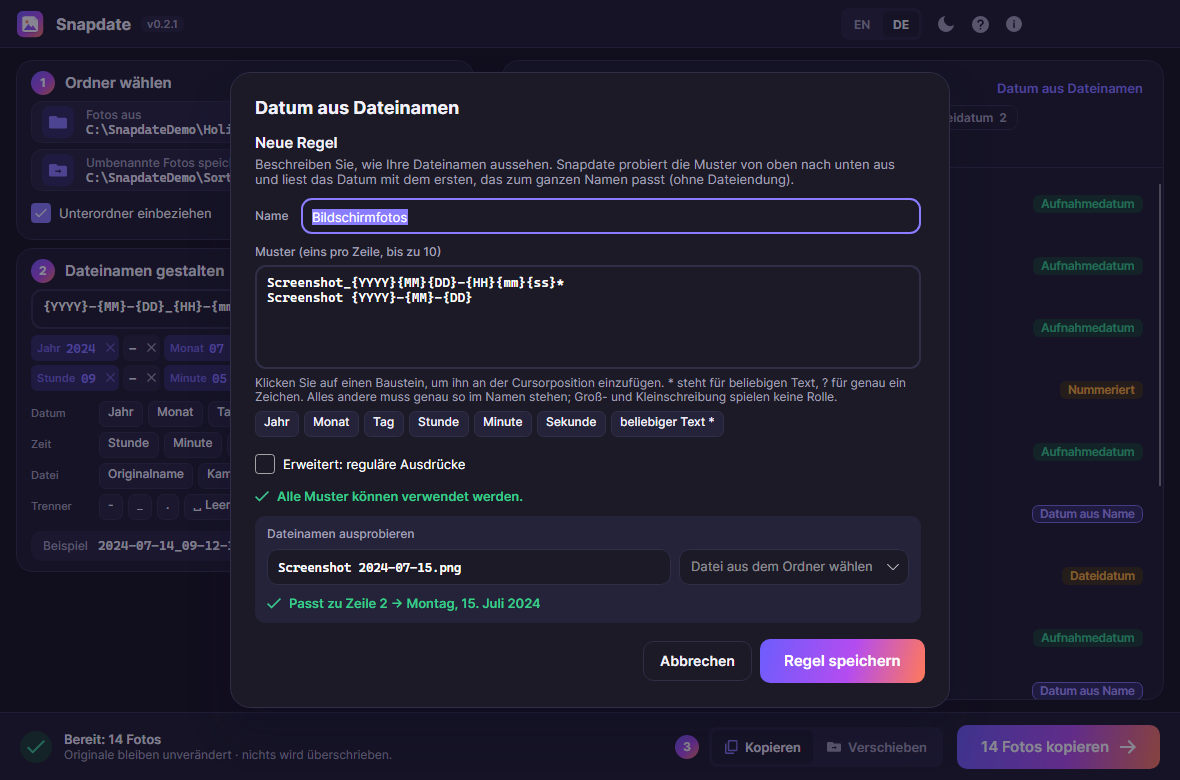 Snapdate v0.2.1
EN DE
1 Ordner wählen
Fotos aus
C:\SnapdateDemo\Holi
Umbenannte Fotos speic
C:\SnapdateDemo\Sort
Unterordner einbeziehen
2 Dateinamen gestalten
{YYYY}-{MM}-{DD}_{HH}-{mm
Jahr 2024 × – × Monat 07
Stunde 09 × – × Minute 05
Datum Jahr Monat Ta
Zeit Stunde Minute
Datei Originalname Kam
Trenner - _ . Leer
Beispiel 2024-07-14_09-12-3
Datum aus Dateinamen
Neue Regel
Beschreiben Sie, wie Ihre Dateinamen aussehen. Snapdate probiert die Muster von oben nach unten aus
und liest das Datum mit dem ersten, das zum ganzen Namen passt (ohne Dateiendung).
Name Bildschirmfotos
Muster (eins pro Zeile, bis zu 10)
Screenshot_{YYYY}{MM}{DD}-{HH}{mm}{ss}*
Screenshot {YYYY}-{MM}-{DD}
Klicken Sie auf einen Baustein, um ihn an der Cursorposition einzufügen. * steht für beliebigen Text, ? für genau ein
Zeichen. Alles andere muss genau so im Namen stehen; Groß- und Kleinschreibung spielen keine Rolle.
Jahr Monat Tag Stunde Minute Sekunde beliebiger Text *
Erweitert: reguläre Ausdrücke
Alle Muster können verwendet werden.
Dateinamen ausprobieren
Screenshot 2024-07-15.png
Datei aus dem Ordner wählen
Passt zu Zeile 2 → Montag, 15. Juli 2024
Abbrechen Regel speichern
Datum aus Dateinamen
eidatum 2
Aufnahmedatum
Aufnahmedatum
Aufnahmedatum
Nummeriert
Aufnahmedatum
Datum aus Name
Dateidatum
Aufnahmedatum
Datum aus Name
Bereit: 14 Fotos
Originale bleiben unverändert · nichts wird überschrieben.
3 Kopieren Verschieben
14 Fotos kopieren →